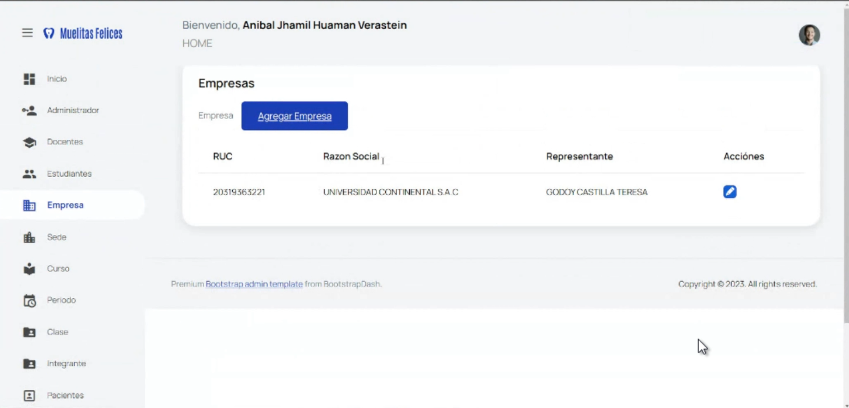 Bienvenido, Anibal Jhamil Huaman Verastein
Muelitas Felices
HOME
Inicio
Administrador
Docentes
Estudiantes
Empresa
Sede
Curso
Periodo
Clase
Integrante
Pacientes
Empresas
Empresa Agregar Empresa
RUC Razon Social Representante Acciónes
20319363221 UNIVERSIDAD CONTINENTAL S.A.C GODOY CASTILLA TERESA
Premium Bootstrap admin template from BootstrapDash. Copyright © 2023. All rights reserved.